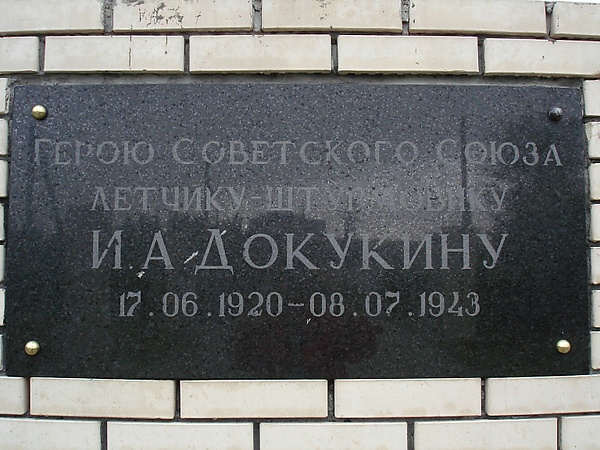 ГЕРОЮ СОВЕТСКОГО СОЮЗА
ЛЕТЧИКУ-ШТУРМОВИКУ
И.А.ДОКУКИНУ
17.06.1920-08.07.1943